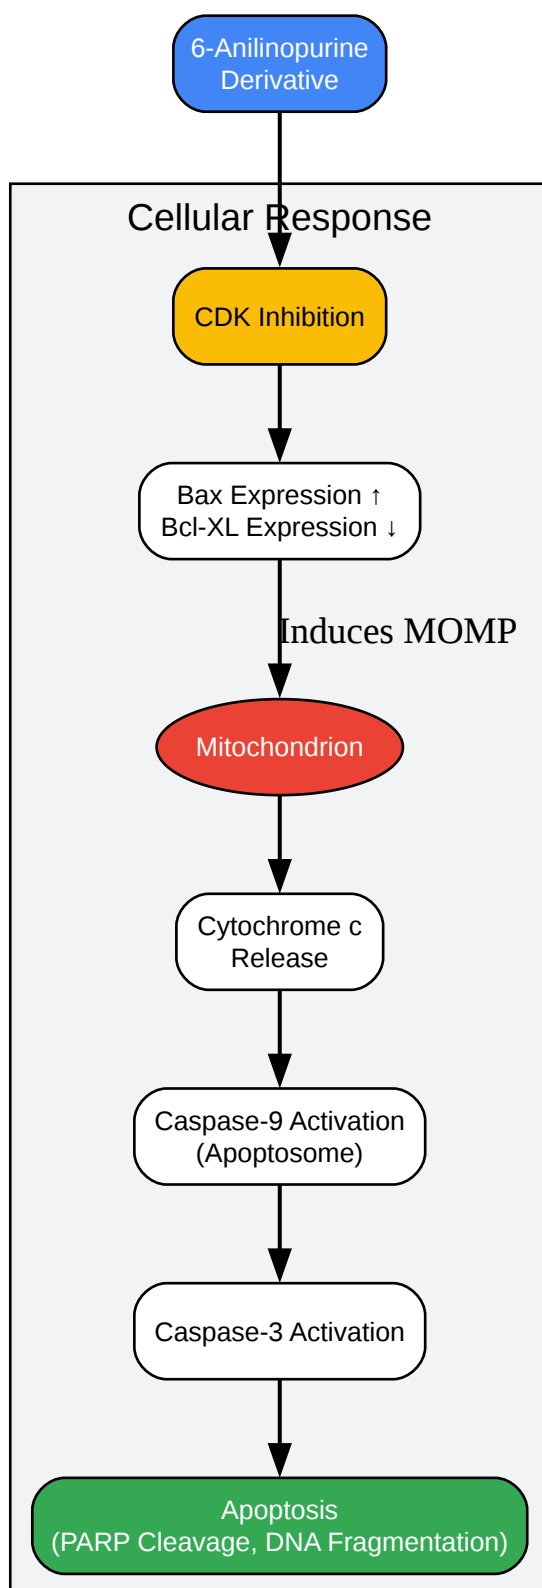 6-Anilinopurine
Derivative
Cellular Response
CDK Inhibition
Bax Expression ↑
Bcl-XL Expression ↓
Induces MOMP
Mitochondrion
Cytochrome c
Release
Caspase-9 Activation
(Apoptosome)
Caspase-3 Activation
Apoptosis
(PARP Cleavage, DNA Fragmentation)